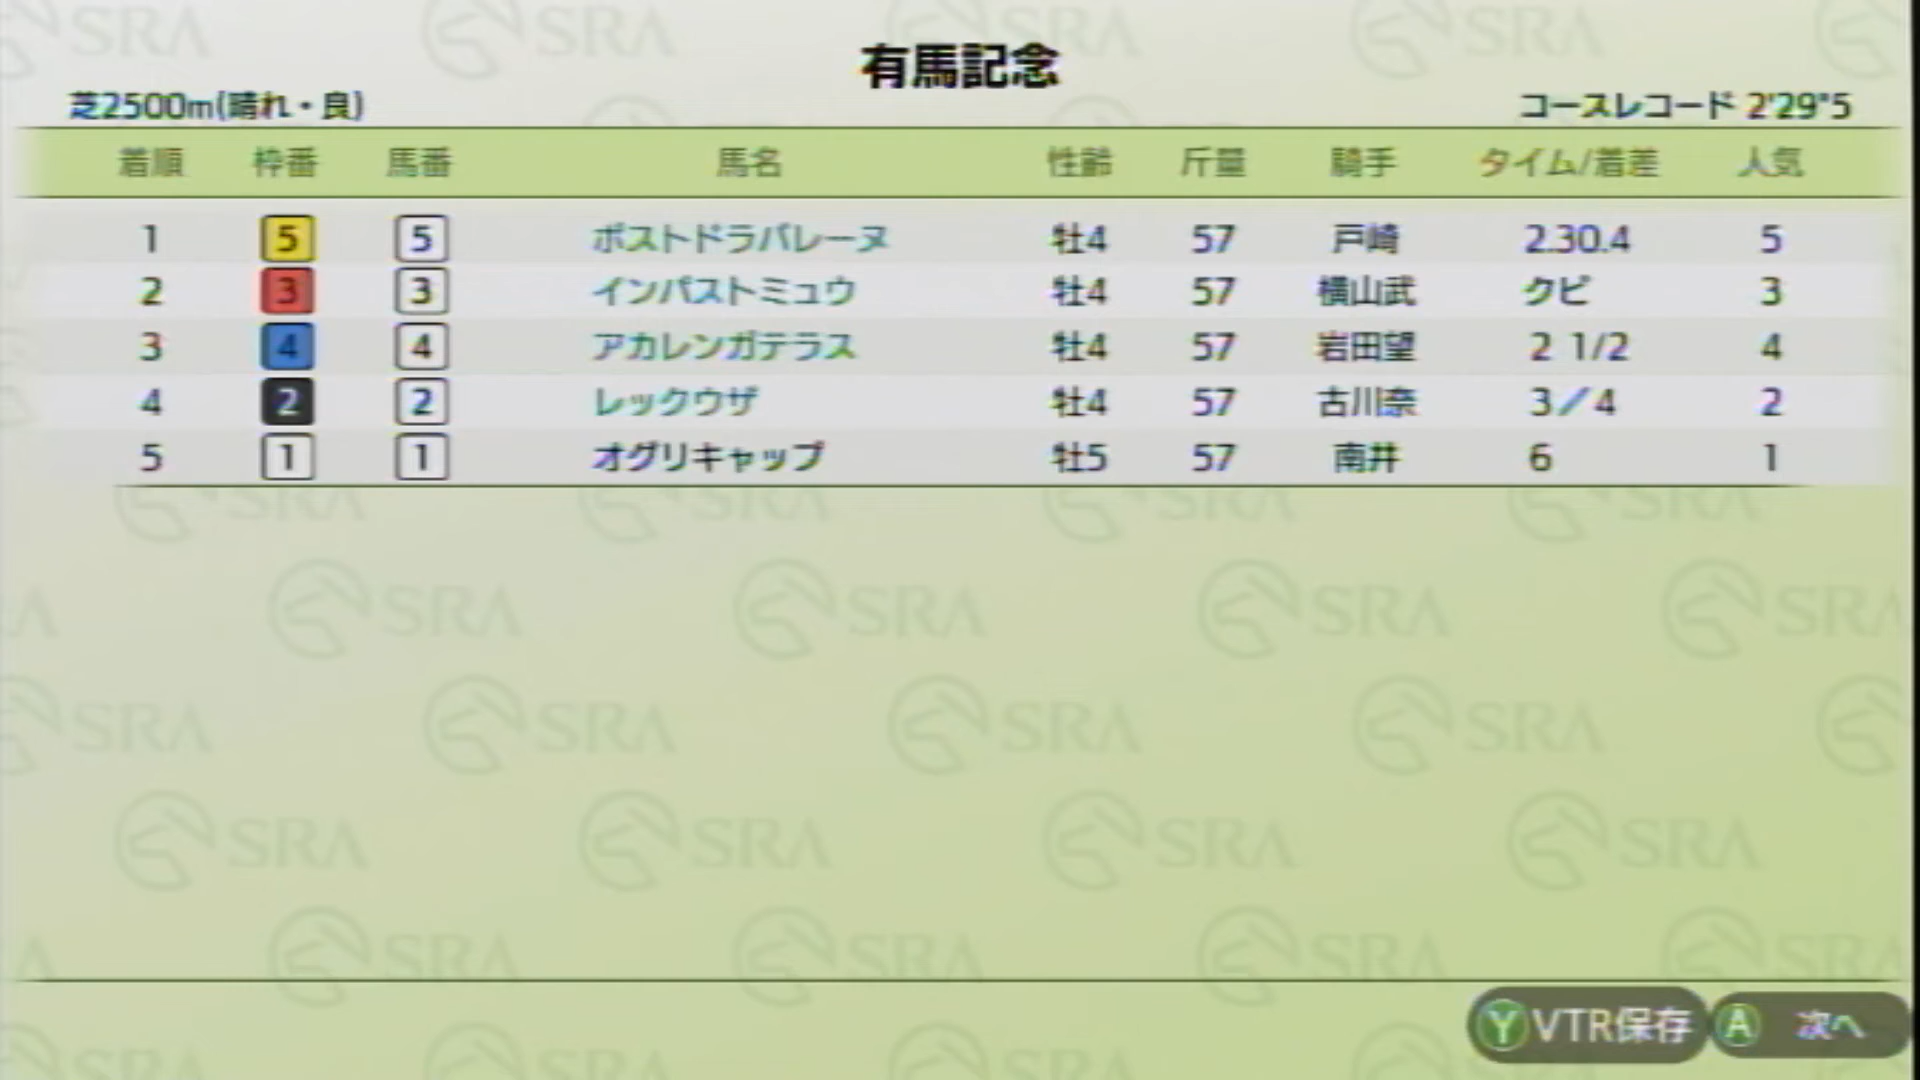 有馬記念
芝2500m(晴れ・良) コースレコード 2'29"5
着順 枠番 馬番 馬名 性齢 斤量 騎手 タイム/着差 人気
1 5 5 ポストドラバレーヌ 牡4 57 戸崎 2.30.4 5
2 3 3 インパストミュウ 牡4 57 横山武 クビ 3
3 4 4 アカレンガテラス 牡4 57 岩田望 2 1/2 4
4 2 2 レックウザ 牡4 57 古川奈 3／4 2
5 1 1 オグリキャップ 牡5 57 南井 6 1
Y VTR保存 A 次へ